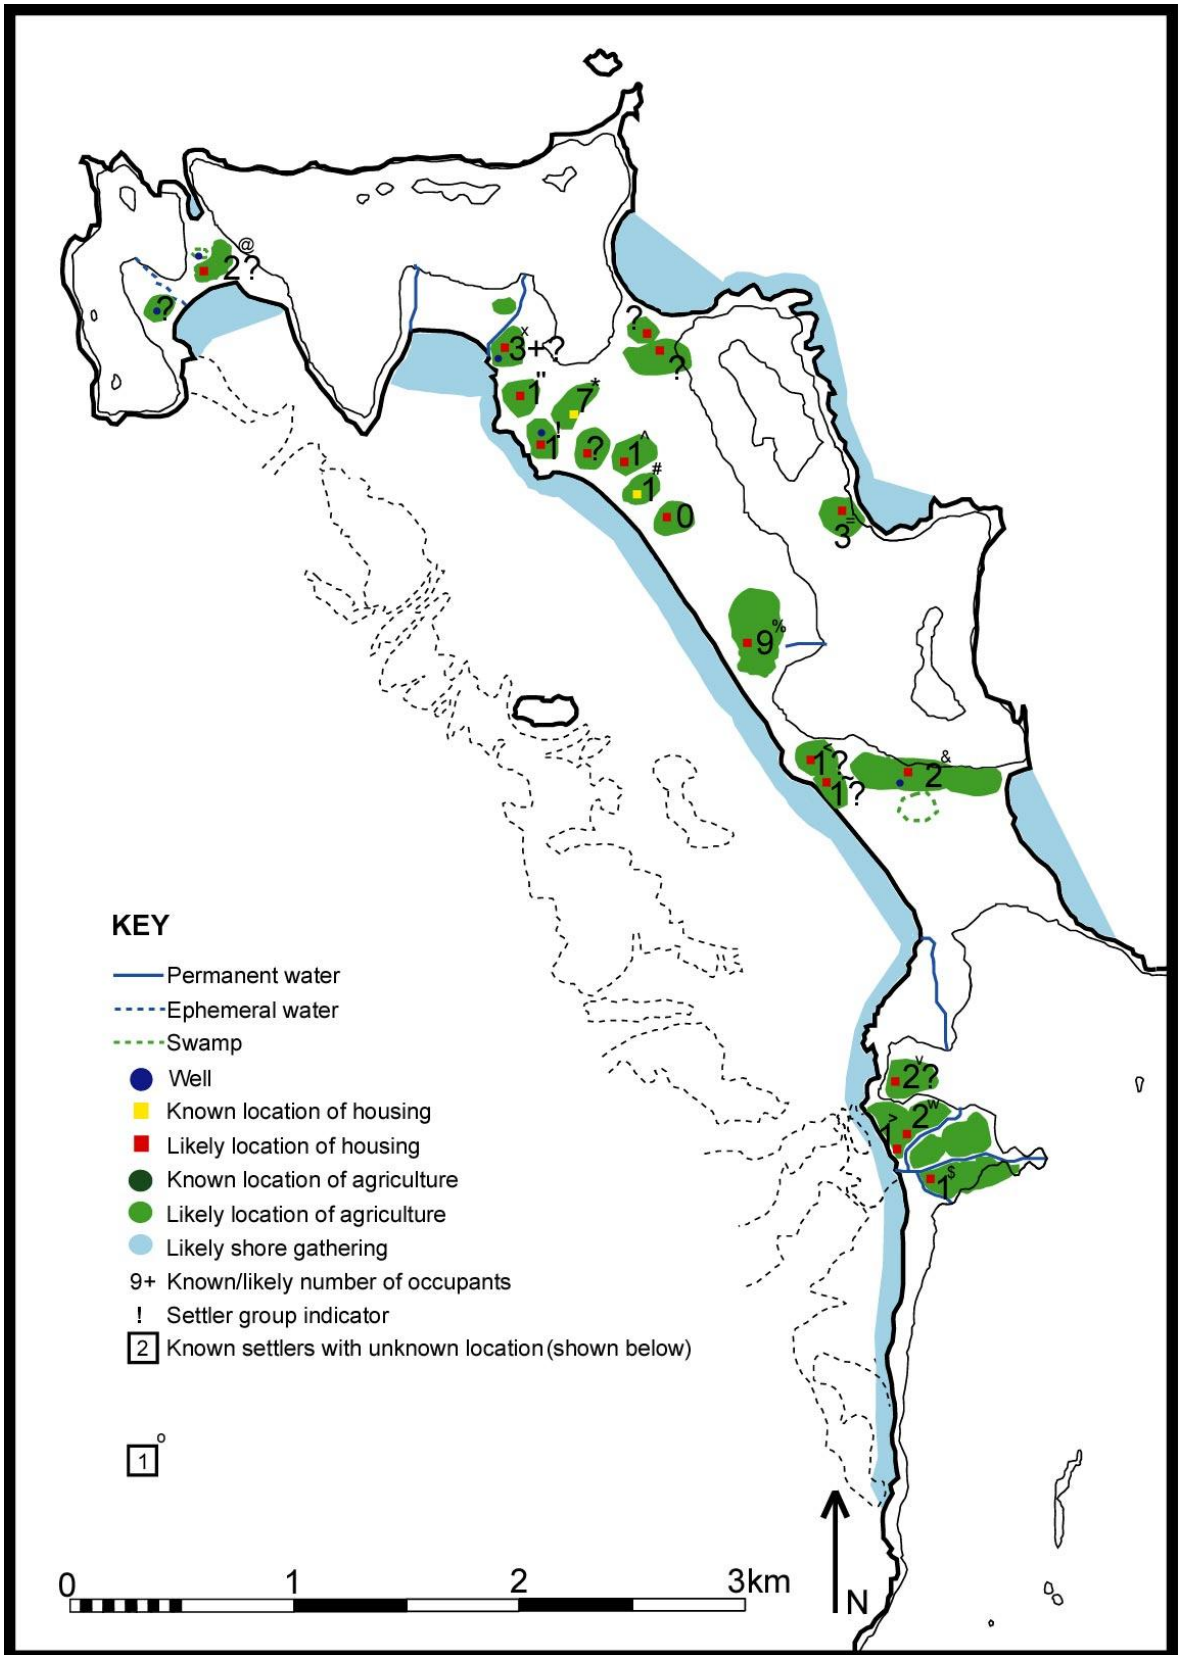 @
2?
?
x
3+?
?
?
1"
7*
!
1
?
1^
#
1
0
3=
9%
<
1?
~
1?
&
2
KEY
Permanent water
Ephemeral water
Swamp
Well
Known location of housing
Likely location of housing
Known location of agriculture
Likely location of agriculture
Likely shore gathering
9+ Known/likely number of occupants
! Settler group indicator
2 Known settlers with unknown location (shown below)
v
2?
2w
>
1
1$
o
1
0 1 2 3km
N